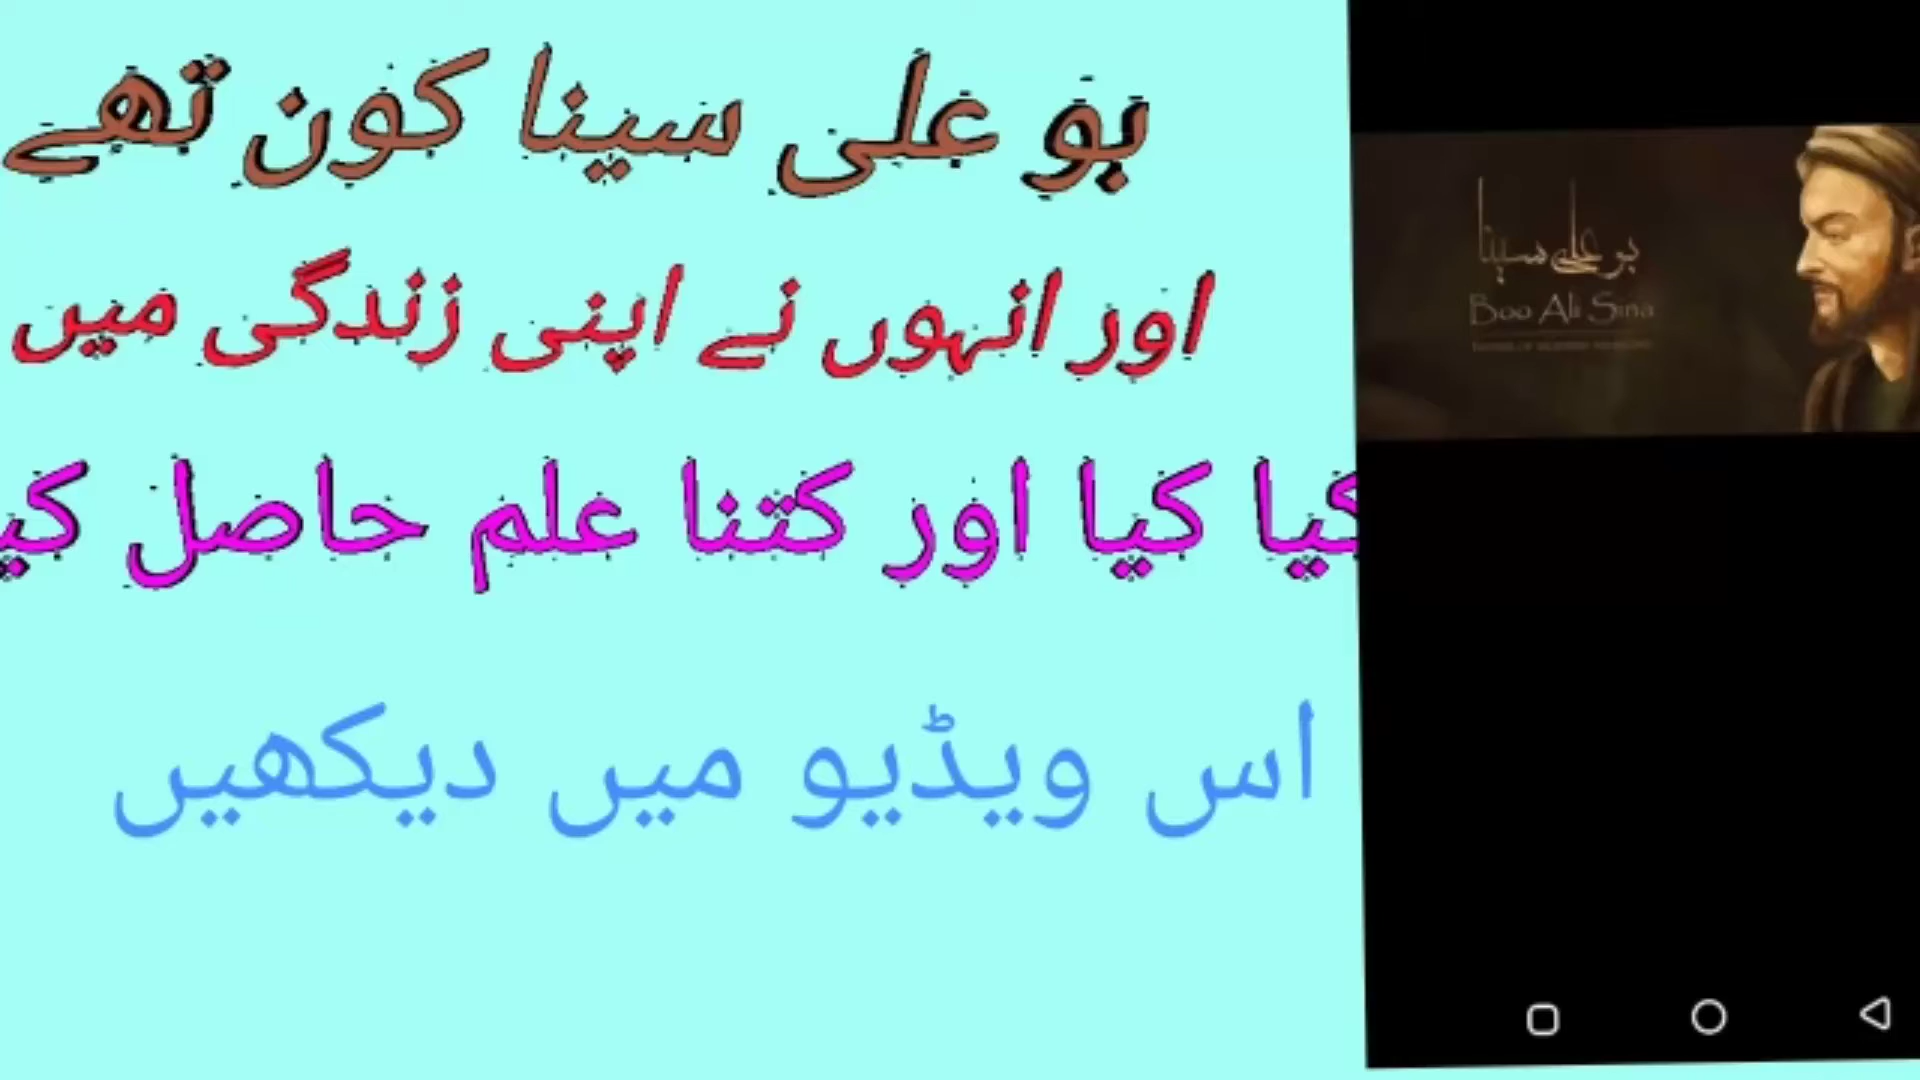 بو علی سینا کون تھے
اور انہوں نے اپنی زندگی میں
کیا کیا اور کتنا علم حاصل کیا
اس ویڈیو میں دیکھیں
بو علی سینا
Boo Ali Sina